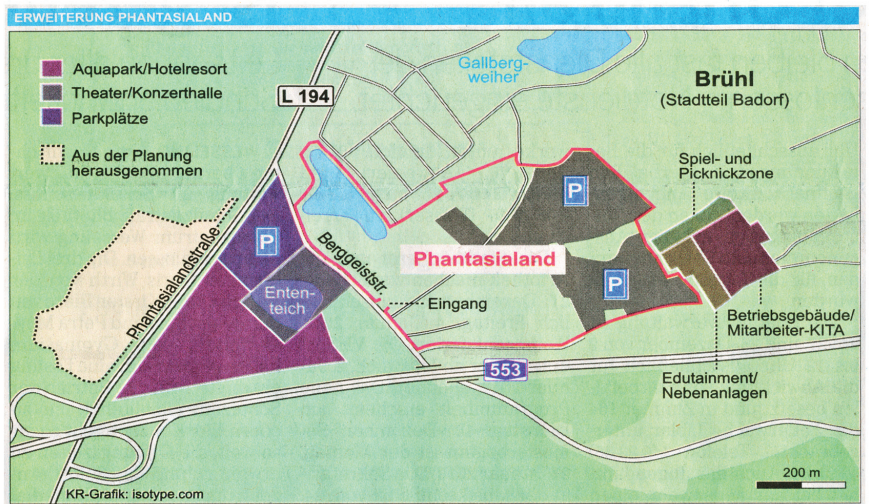 ERWEITERUNG PHANTASIALAND
Aquapark/Hotelresort
Theater/Konzerthalle
Parkplätze
Aus der Planung
herausgenommen
L 194
Gallberg-
weiher
Brühl
(Stadtteil Badorf)
Spiel- und
Picknickzone
P
P
P
Phantasialandstraße
Berggeiststr.
Phantasialand
Enten-
teich
Eingang
Betriebsgebäude/
Mitarbeiter-KITA
553
Edutainment/
Nebenanlagen
200 m
KR-Grafik: isotype.com